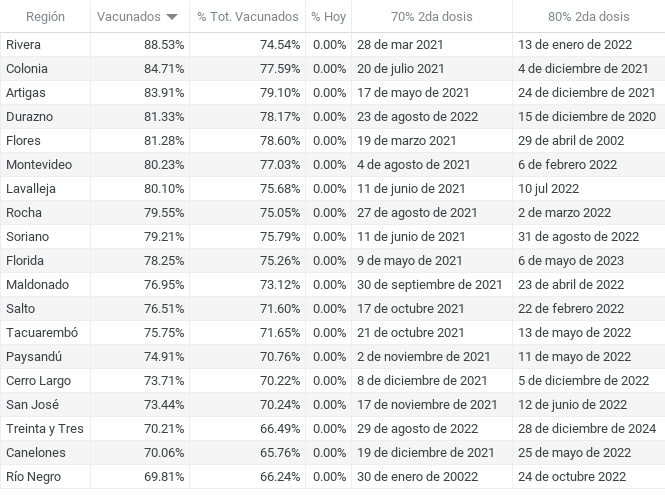 Región Vacunados % Tot. Vacunados % Hoy 70% 2da dosis 80% 2da dosis
Rivera 88.53% 74.54% 0.00% 28 de mar 2021 13 de enero de 2022
Colonia 84.71% 77.59% 0.00% 20 de julio 2021 4 de diciembre de 2021
Artigas 83.91% 79.10% 0.00% 17 de mayo de 2021 24 de diciembre de 2021
Durazno 81.33% 78.17% 0.00% 23 de agosto de 2022 15 de diciembre de 2020
Flores 81.28% 78.60% 0.00% 19 de marzo 2021 29 de abril de 2002
Montevideo 80.23% 77.03% 0.00% 4 de agosto de 2021 6 de febrero 2022
Lavalleja 80.10% 75.68% 0.00% 11 de junio de 2021 10 jul 2022
Rocha 79.55% 75.05% 0.00% 27 de agosto de 2021 2 de marzo 2022
Soriano 79.21% 75.79% 0.00% 11 de junio de 2021 31 de agosto de 2022
Florida 78.25% 75.26% 0.00% 9 de mayo de 2021 6 de mayo de 2023
Maldonado 76.95% 73.12% 0.00% 30 de septiembre de 2021 23 de abril de 2022
Salto 76.51% 71.60% 0.00% 17 de octubre 2021 22 de febrero de 2022
Tacuarembó 75.75% 71.65% 0.00% 21 de octubre 2021 13 de mayo de 2022
Paysandú 74.91% 70.76% 0.00% 2 de noviembre de 2021 11 de mayo de 2022
Cerro Largo 73.71% 70.22% 0.00% 8 de diciembre de 2021 5 de diciembre de 2022
San José 73.44% 70.24% 0.00% 17 de noviembre de 2021 12 de junio de 2022
Treinta y Tres 70.21% 66.49% 0.00% 29 de agosto de 2022 28 de diciembre de 2024
Canelones 70.06% 65.76% 0.00% 19 de diciembre de 2021 25 de mayo de 2022
Río Negro 69.81% 66.24% 0.00% 30 de enero de 20022 24 de octubre de 2022